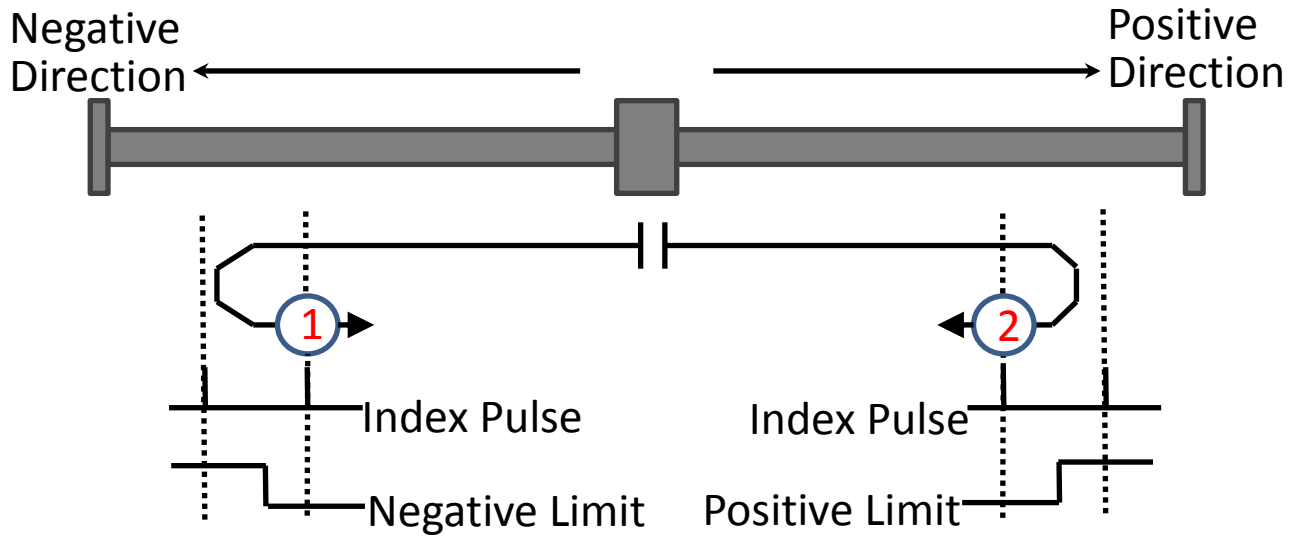 Negative
Direction
Positive
Direction
1
2
Index Pulse
Index Pulse
Negative Limit
Positive Limit